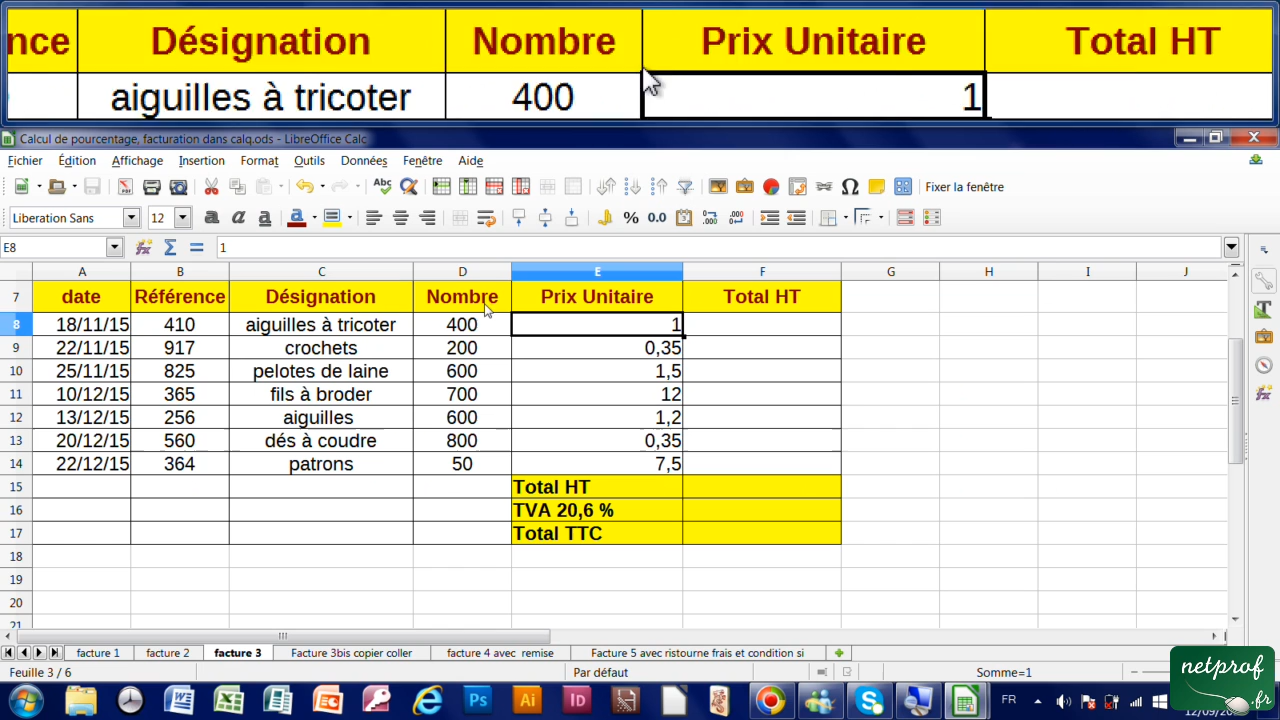 nce Désignation Nombre Prix Unitaire Total HT
aiguilles à tricoter 400 1
Calcul de pourcentage, facturation dans calq.ods - LibreOffice Calc
Fichier Édition Affichage Insertion Format Outils Données Fenêtre Aide
Fixer la fenêtre
Liberation Sans 12
E8 1
A B C D E F G H I J
7 date Référence Désignation Nombre Prix Unitaire Total HT
8 18/11/15 410 aiguilles à tricoter 400 1
9 22/11/15 917 crochets 200 0,35
10 25/11/15 825 pelotes de laine 600 1,5
11 10/12/15 365 fils à broder 700 12
12 13/12/15 256 aiguilles 600 1,2
13 20/12/15 560 dés à coudre 800 0,35
14 22/12/15 364 patrons 50 7,5
15 Total HT
16 TVA 20,6 %
17 Total TTC
18
19
20
21
facture 1 facture 2 facture 3 Facture 3bis copier coller facture 4 avec remise Facture 5 avec ristourne frais et condition si
Feuille 3 / 6 Par défaut Somme=1
netprof.fr
Ps Ai Id FR